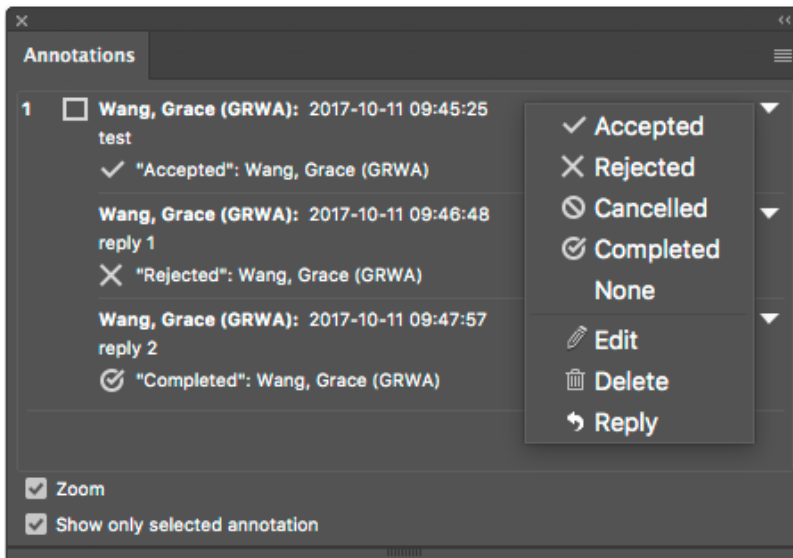 Annotations
1 Wang, Grace (GRWA): 2017-10-11 09:45:25
test
"Accepted": Wang, Grace (GRWA)
Wang, Grace (GRWA): 2017-10-11 09:46:48
reply 1
"Rejected": Wang, Grace (GRWA)
Wang, Grace (GRWA): 2017-10-11 09:47:57
reply 2
"Completed": Wang, Grace (GRWA)
Accepted
Rejected
Cancelled
Completed
None
Edit
Delete
Reply
Zoom
Show only selected annotation